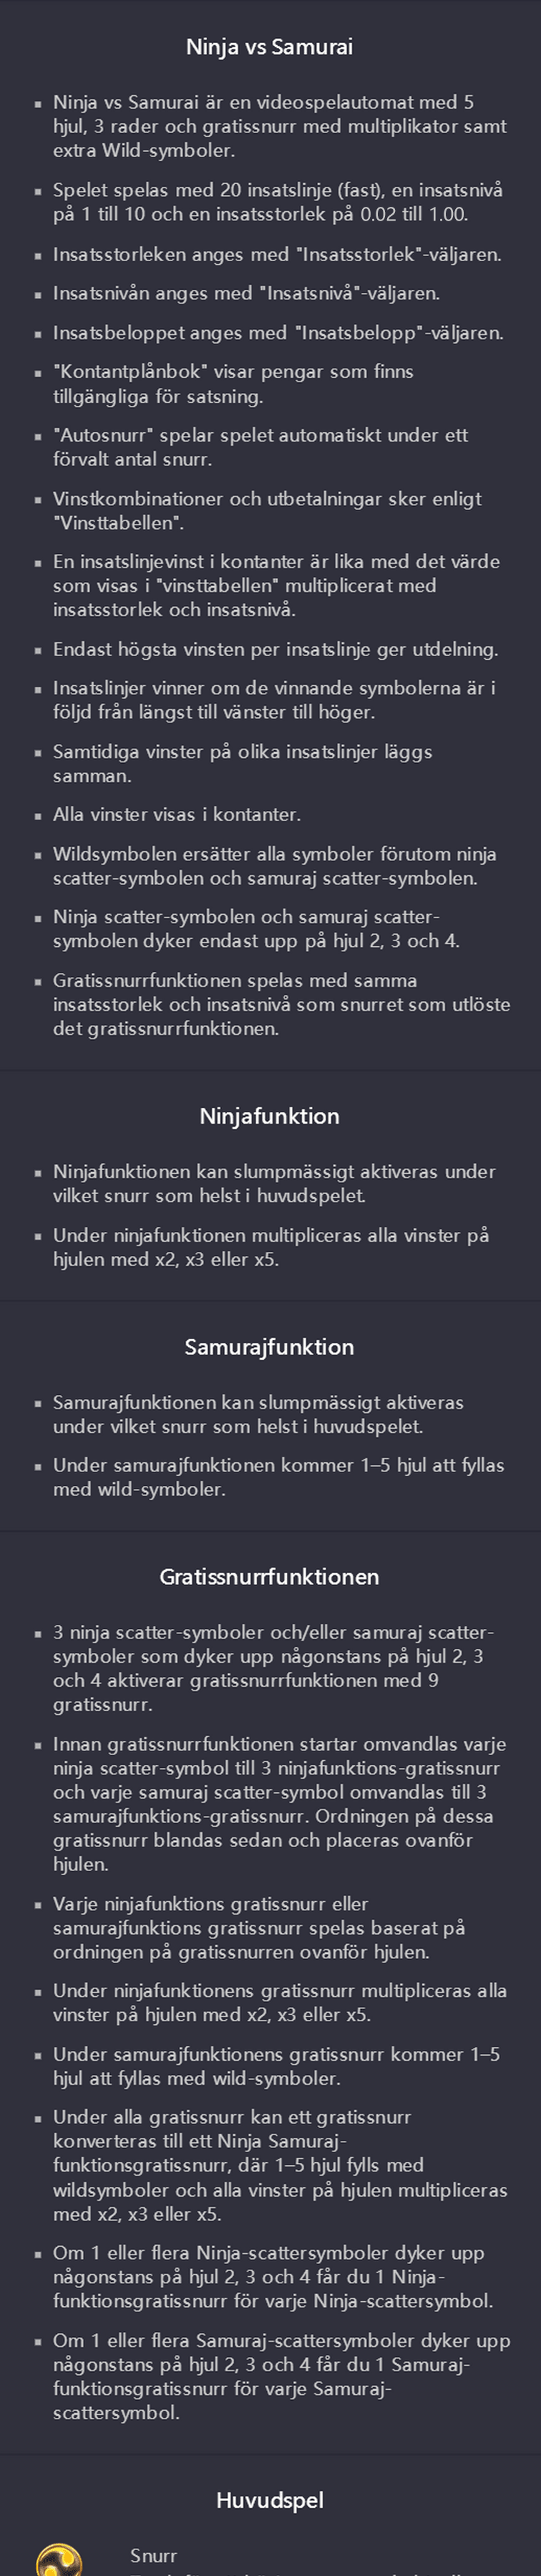 Ninja vs Samurai
Ninja vs Samurai är en videospelautomat med 5
hjul, 3 rader och gratissnurr med multiplikator samt
extra Wild-symboler.
Spelet spelas med 20 insatslinje (fast), en insatsnivå
på 1 till 10 och en insatsstorlek på 0.02 till 1.00.
Insatsstorleken anges med "Insatsstorlek"-väljaren.
Insatsnivån anges med "Insatsnivå"-väljaren.
Insatsbeloppet anges med "Insatsbelopp"-väljaren.
"Kontantplånbok" visar pengar som finns
tillgängliga för satsning.
"Autosnurr" spelar spelet automatiskt under ett
förvalt antal snurr.
Vinstkombinationer och utbetalningar sker enligt
"Vinsttabellen".
En insatslinjevinst i kontanter är lika med det värde
som visas i "vinsttabellen" multiplicerat med
insatsstorlek och insatsnivå.
Endast högsta vinsten per insatslinje ger utdelning.
Insatslinjer vinner om de vinnande symbolerna är i
följd från längst till vänster till höger.
Samtidiga vinster på olika insatslinjer läggs
samman.
Alla vinster visas i kontanter.
Wildsymbolen ersätter alla symboler förutom ninja
scatter-symbolen och samuraj scatter-symbolen.
Ninja scatter-symbolen och samuraj scatter-
symbolen dyker endast upp på hjul 2, 3 och 4.
Gratissnurrfunktionen spelas med samma
insatsstorlek och insatsnivå som snurret som utlöste
det gratissnurrfunktionen.
Ninjafunktion
Ninjafunktionen kan slumpmässigt aktiveras under
vilket snurr som helst i huvudspelet.
Under ninjafunktionen multipliceras alla vinster på
hjulen med x2, x3 eller x5.
Samurajfunktion
Samurajfunktionen kan slumpmässigt aktiveras
under vilket snurr som helst i huvudspelet.
Under samurajfunktionen kommer 1–5 hjul att fyllas
med wild-symboler.
Gratissnurrfunktionen
3 ninja scatter-symboler och/eller samuraj scatter-
symboler som dyker upp någonstans på hjul 2, 3
och 4 aktiverar gratissnurrfunktionen med 9
gratissnurr.
Innan gratissnurrfunktionen startar omvandlas varje
ninja scatter-symbol till 3 ninjafunktions-gratissnurr
och varje samuraj scatter-symbol omvandlas till 3
samurajfunktions-gratissnurr. Ordningen på dessa
gratissnurr blandas sedan och placeras ovanför
hjulen.
Varje ninjafunktions gratissnurr eller
samurajfunktions gratissnurr spelas baserat på
ordningen på gratissnurren ovanför hjulen.
Under ninjafunktionens gratissnurr multipliceras alla
vinster på hjulen med x2, x3 eller x5.
Under samurajfunktionens gratissnurr kommer 1–5
hjul att fyllas med wild-symboler.
Under alla gratissnurr kan ett gratissnurr
konverteras till ett Ninja Samuraj-
funktionsgratissnurr, där 1–5 hjul fylls med
wildsymboler och alla vinster på hjulen multipliceras
med x2, x3 eller x5.
Om 1 eller flera Ninja-scattersymboler dyker upp
någonstans på hjul 2, 3 och 4 får du 1 Ninja-
funktionsgratissnurr för varje Ninja-scattersymbol.
Om 1 eller flera Samuraj-scattersymboler dyker upp
någonstans på hjul 2, 3 och 4 får du 1 Samuraj-
funktionsgratissnurr för varje Samuraj-
scattersymbol.
Huvudspel
Snurr